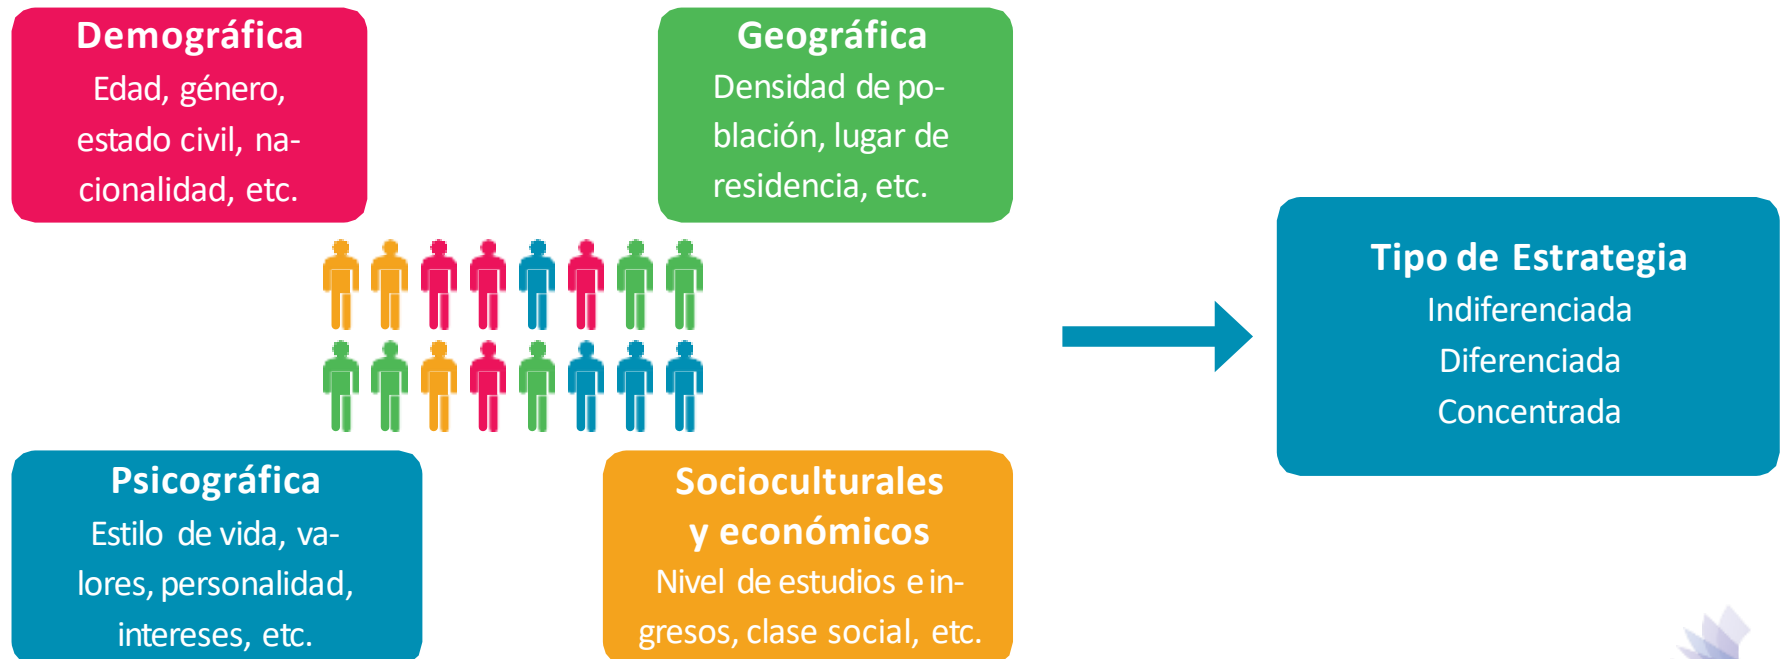 Demográfica
Edad, género,
estado civil, na-
cionalidad, etc.
Geográfica
Densidad de po-
blación, lugar de
residencia, etc.
Psicográfica
Estilo de vida, va-
lores, personalidad,
intereses, etc.
Socioculturales
y económicos
Nivel de estudios e in-
gresos, clase social, etc.
Tipo de Estrategia
Indiferenciada
Diferenciada
Concentrada